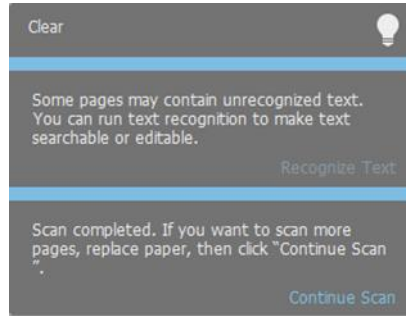 Clear
Some pages may contain unrecognized text.
You can run text recognition to make text
searchable or editable.
Recognize Text
Scan completed. If you want to scan more
pages, replace paper, then click “Continue Scan
”.
Continue Scan